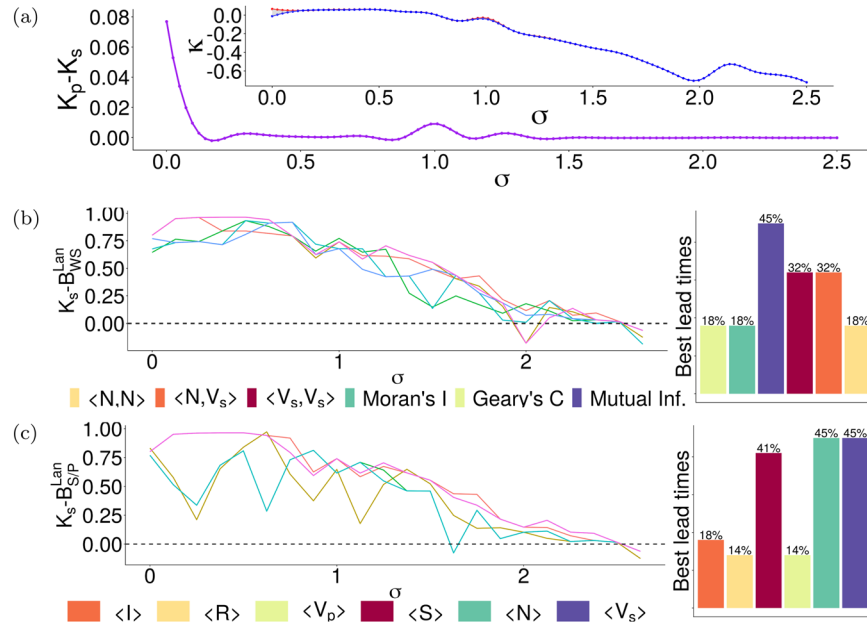 (a)
0.08
0.06
0.04
0.02
0.00
Kp-Ks
0.0
0.5
1.0
1.5
2.0
2.5
σ
0.0
-0.2
-0.4
-0.6
κ
0.0
0.5
1.0
1.5
2.0
2.5
σ
(b)
1.00
0.75
0.50
0.25
0.00
Ks-B^Lan_WS
0
1
2
σ
Best lead times
18%
18%
45%
32%
32%
18%
<N,N>
<N,Vs>
<Vs,Vs>
Moran's I
Geary's C
Mutual Inf.
(c)
1.00
0.75
0.50
0.25
0.00
Ks-B^Lan_S/P
0
1
2
σ
Best lead times
18%
14%
41%
14%
45%
45%
<I>
<R>
<Vp>
<S>
<N>
<Vs>